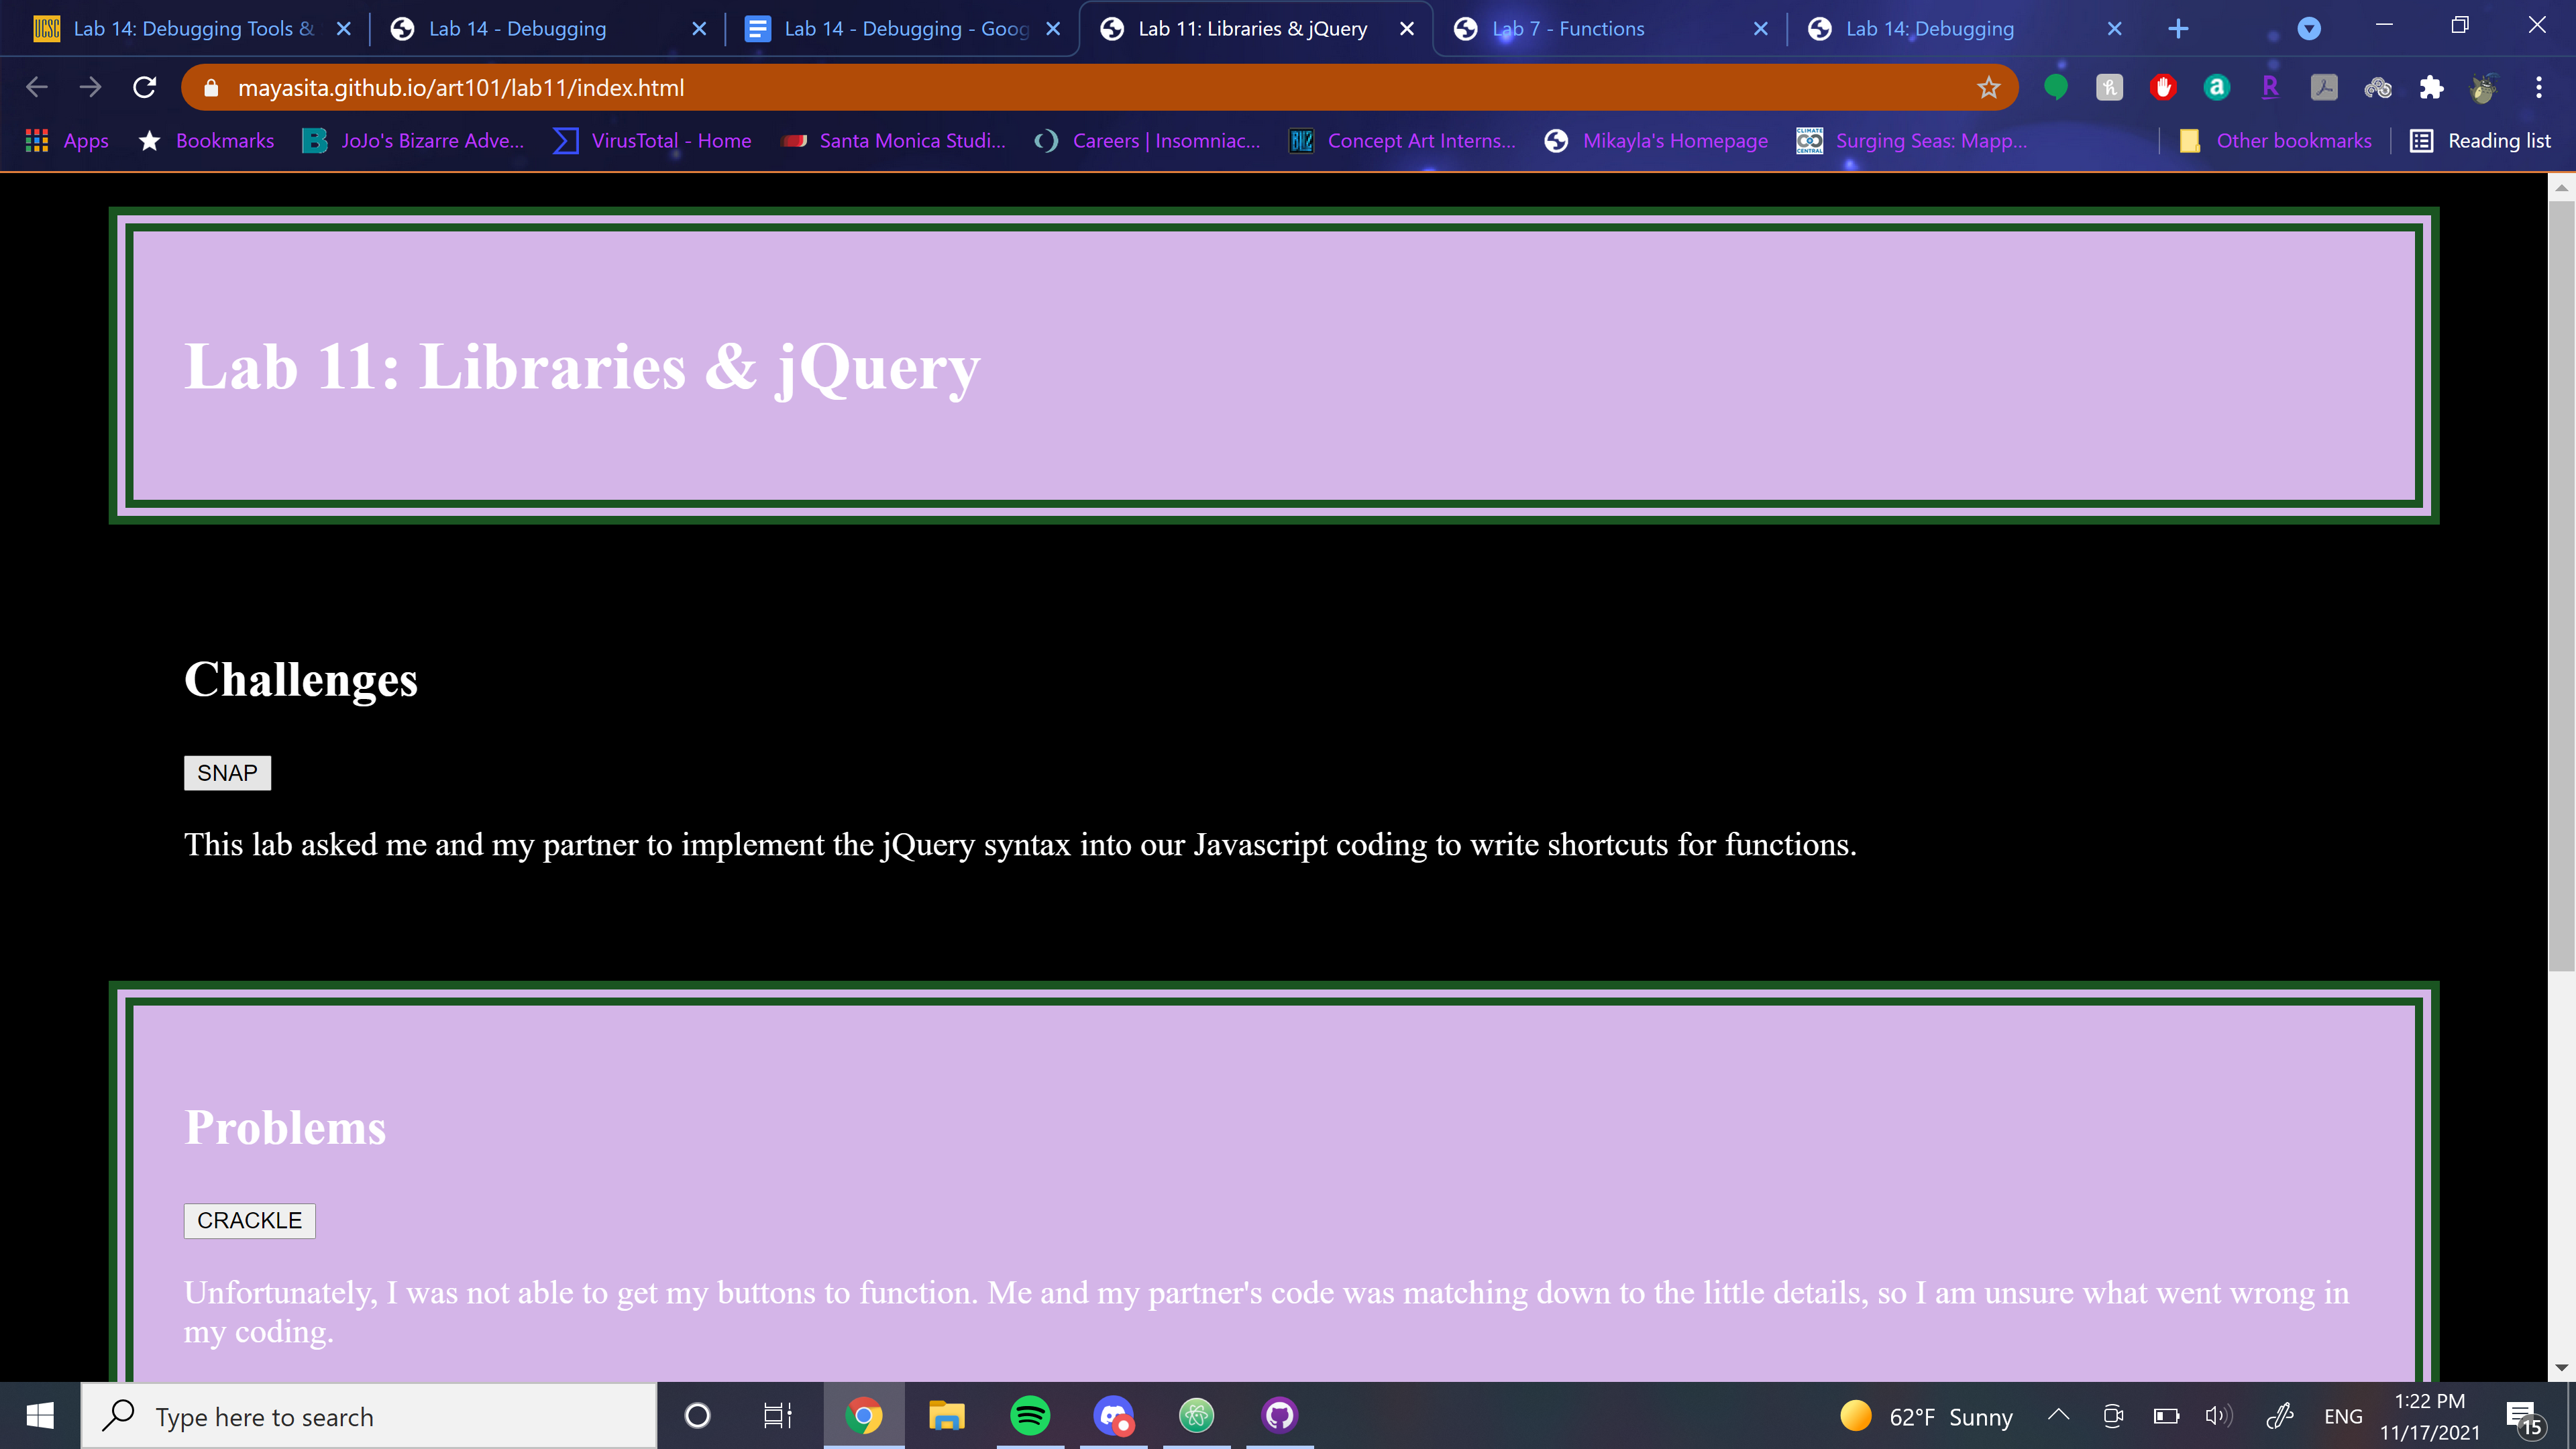 Lab 14: Debugging Tools &
Lab 14 - Debugging
Lab 14 - Debugging - Goog
Lab 11: Libraries & jQuery
Lab 7 - Functions
Lab 14: Debugging
mayasita.github.io/art101/lab11/index.html
Apps
Bookmarks
JoJo's Bizarre Adve...
VirusTotal - Home
Santa Monica Studi...
Careers | Insomniac...
Concept Art Interns...
Mikayla's Homepage
Surging Seas: Mapp...
Other bookmarks
Reading list
Lab 11: Libraries & jQuery
Challenges
SNAP
This lab asked me and my partner to implement the jQuery syntax into our Javascript coding to write shortcuts for functions.
Problems
CRACKLE
Unfortunately, I was not able to get my buttons to function. Me and my partner's code was matching down to the little details, so I am unsure what went wrong in
my coding.
Type here to search
62°F Sunny
ENG
1:22 PM
11/17/2021
15